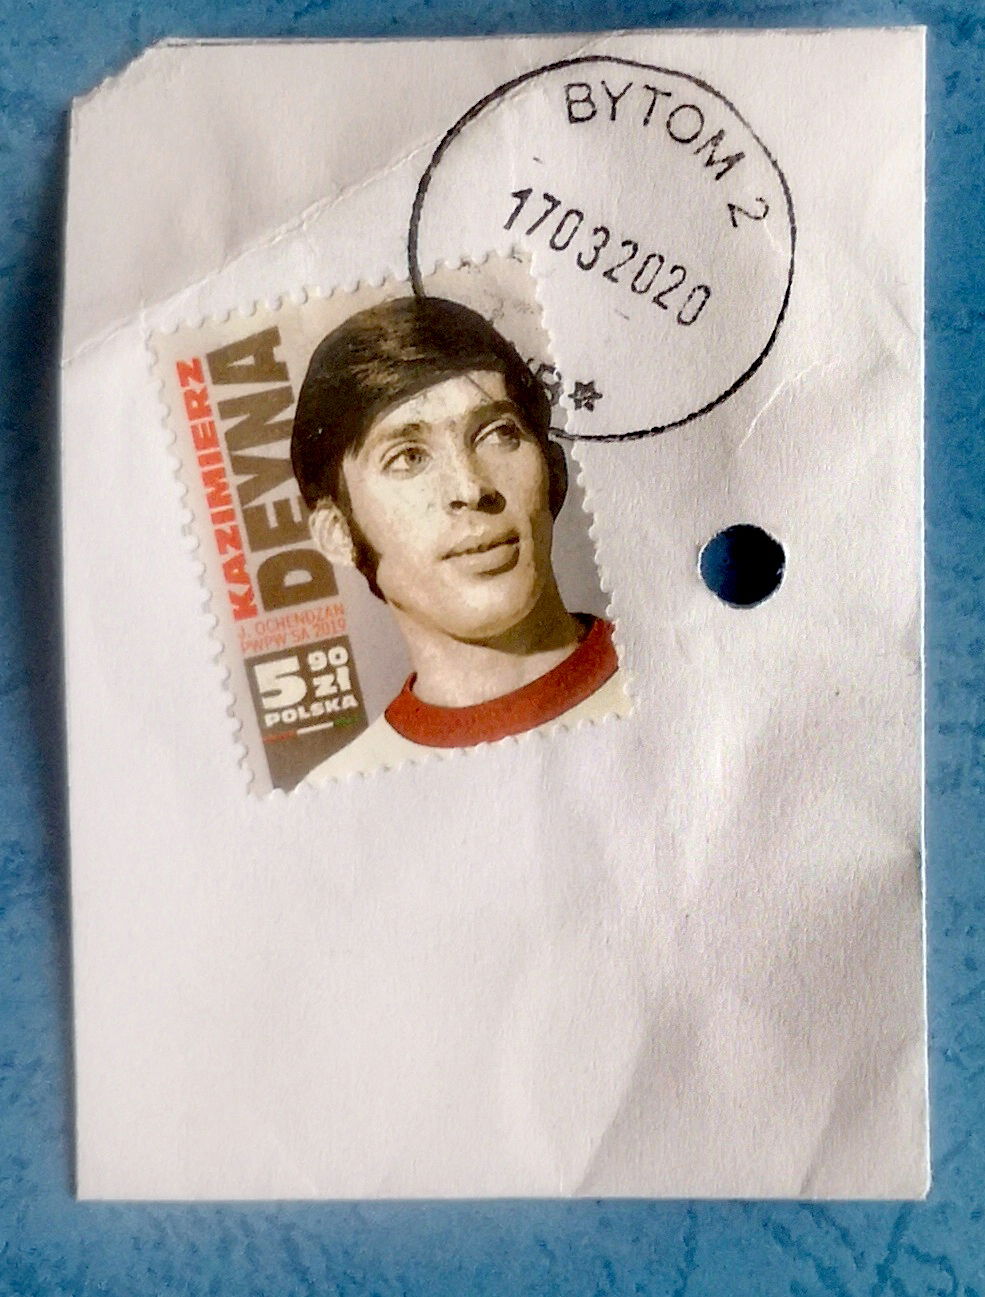 BYTOM 2
17032020
KAZIMIERZ
DEYNA
J. OCHENDZAN
PWPW SA 2019
5 90 zł
POLSKA